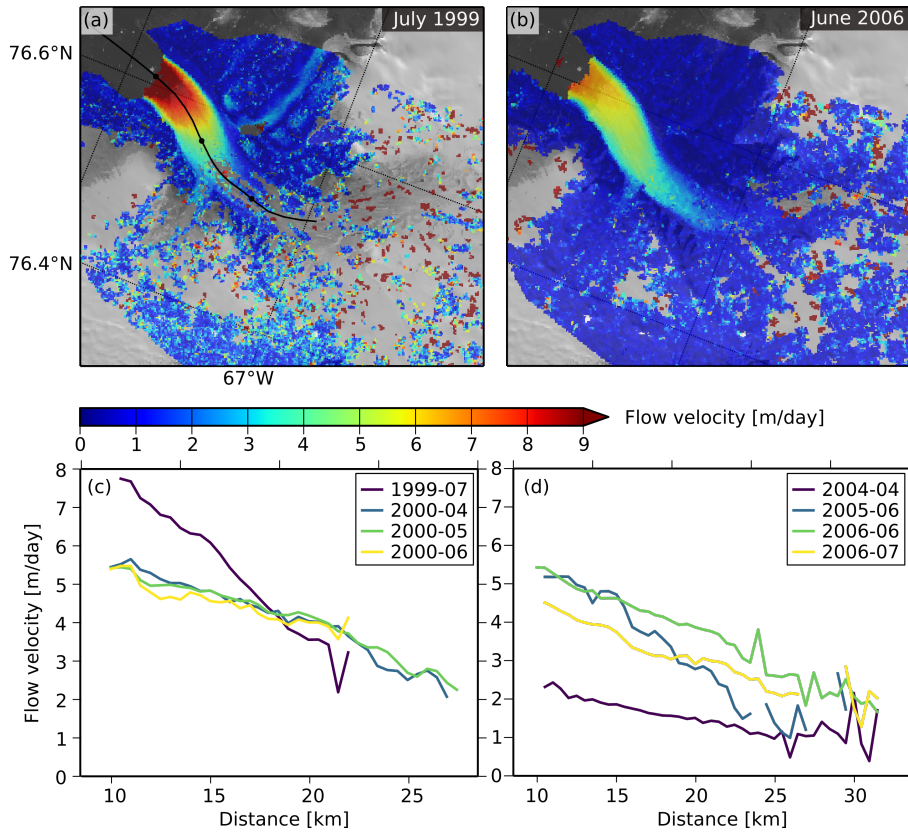 (a) July 1999
(b) June 2006
76.6°N
76.4°N
67°W
0 1 2 3 4 5 6 7 8 9 Flow velocity [m/day]
(c)
1999-07
2000-04
2000-05
2000-06
8
7
6
5
4
3
2
1
0
Flow velocity [m/day]
10 15 20 25
Distance [km]
(d)
2004-04
2005-06
2006-06
2006-07
8
7
6
5
4
3
2
1
0
10 15 20 25 30
Distance [km]